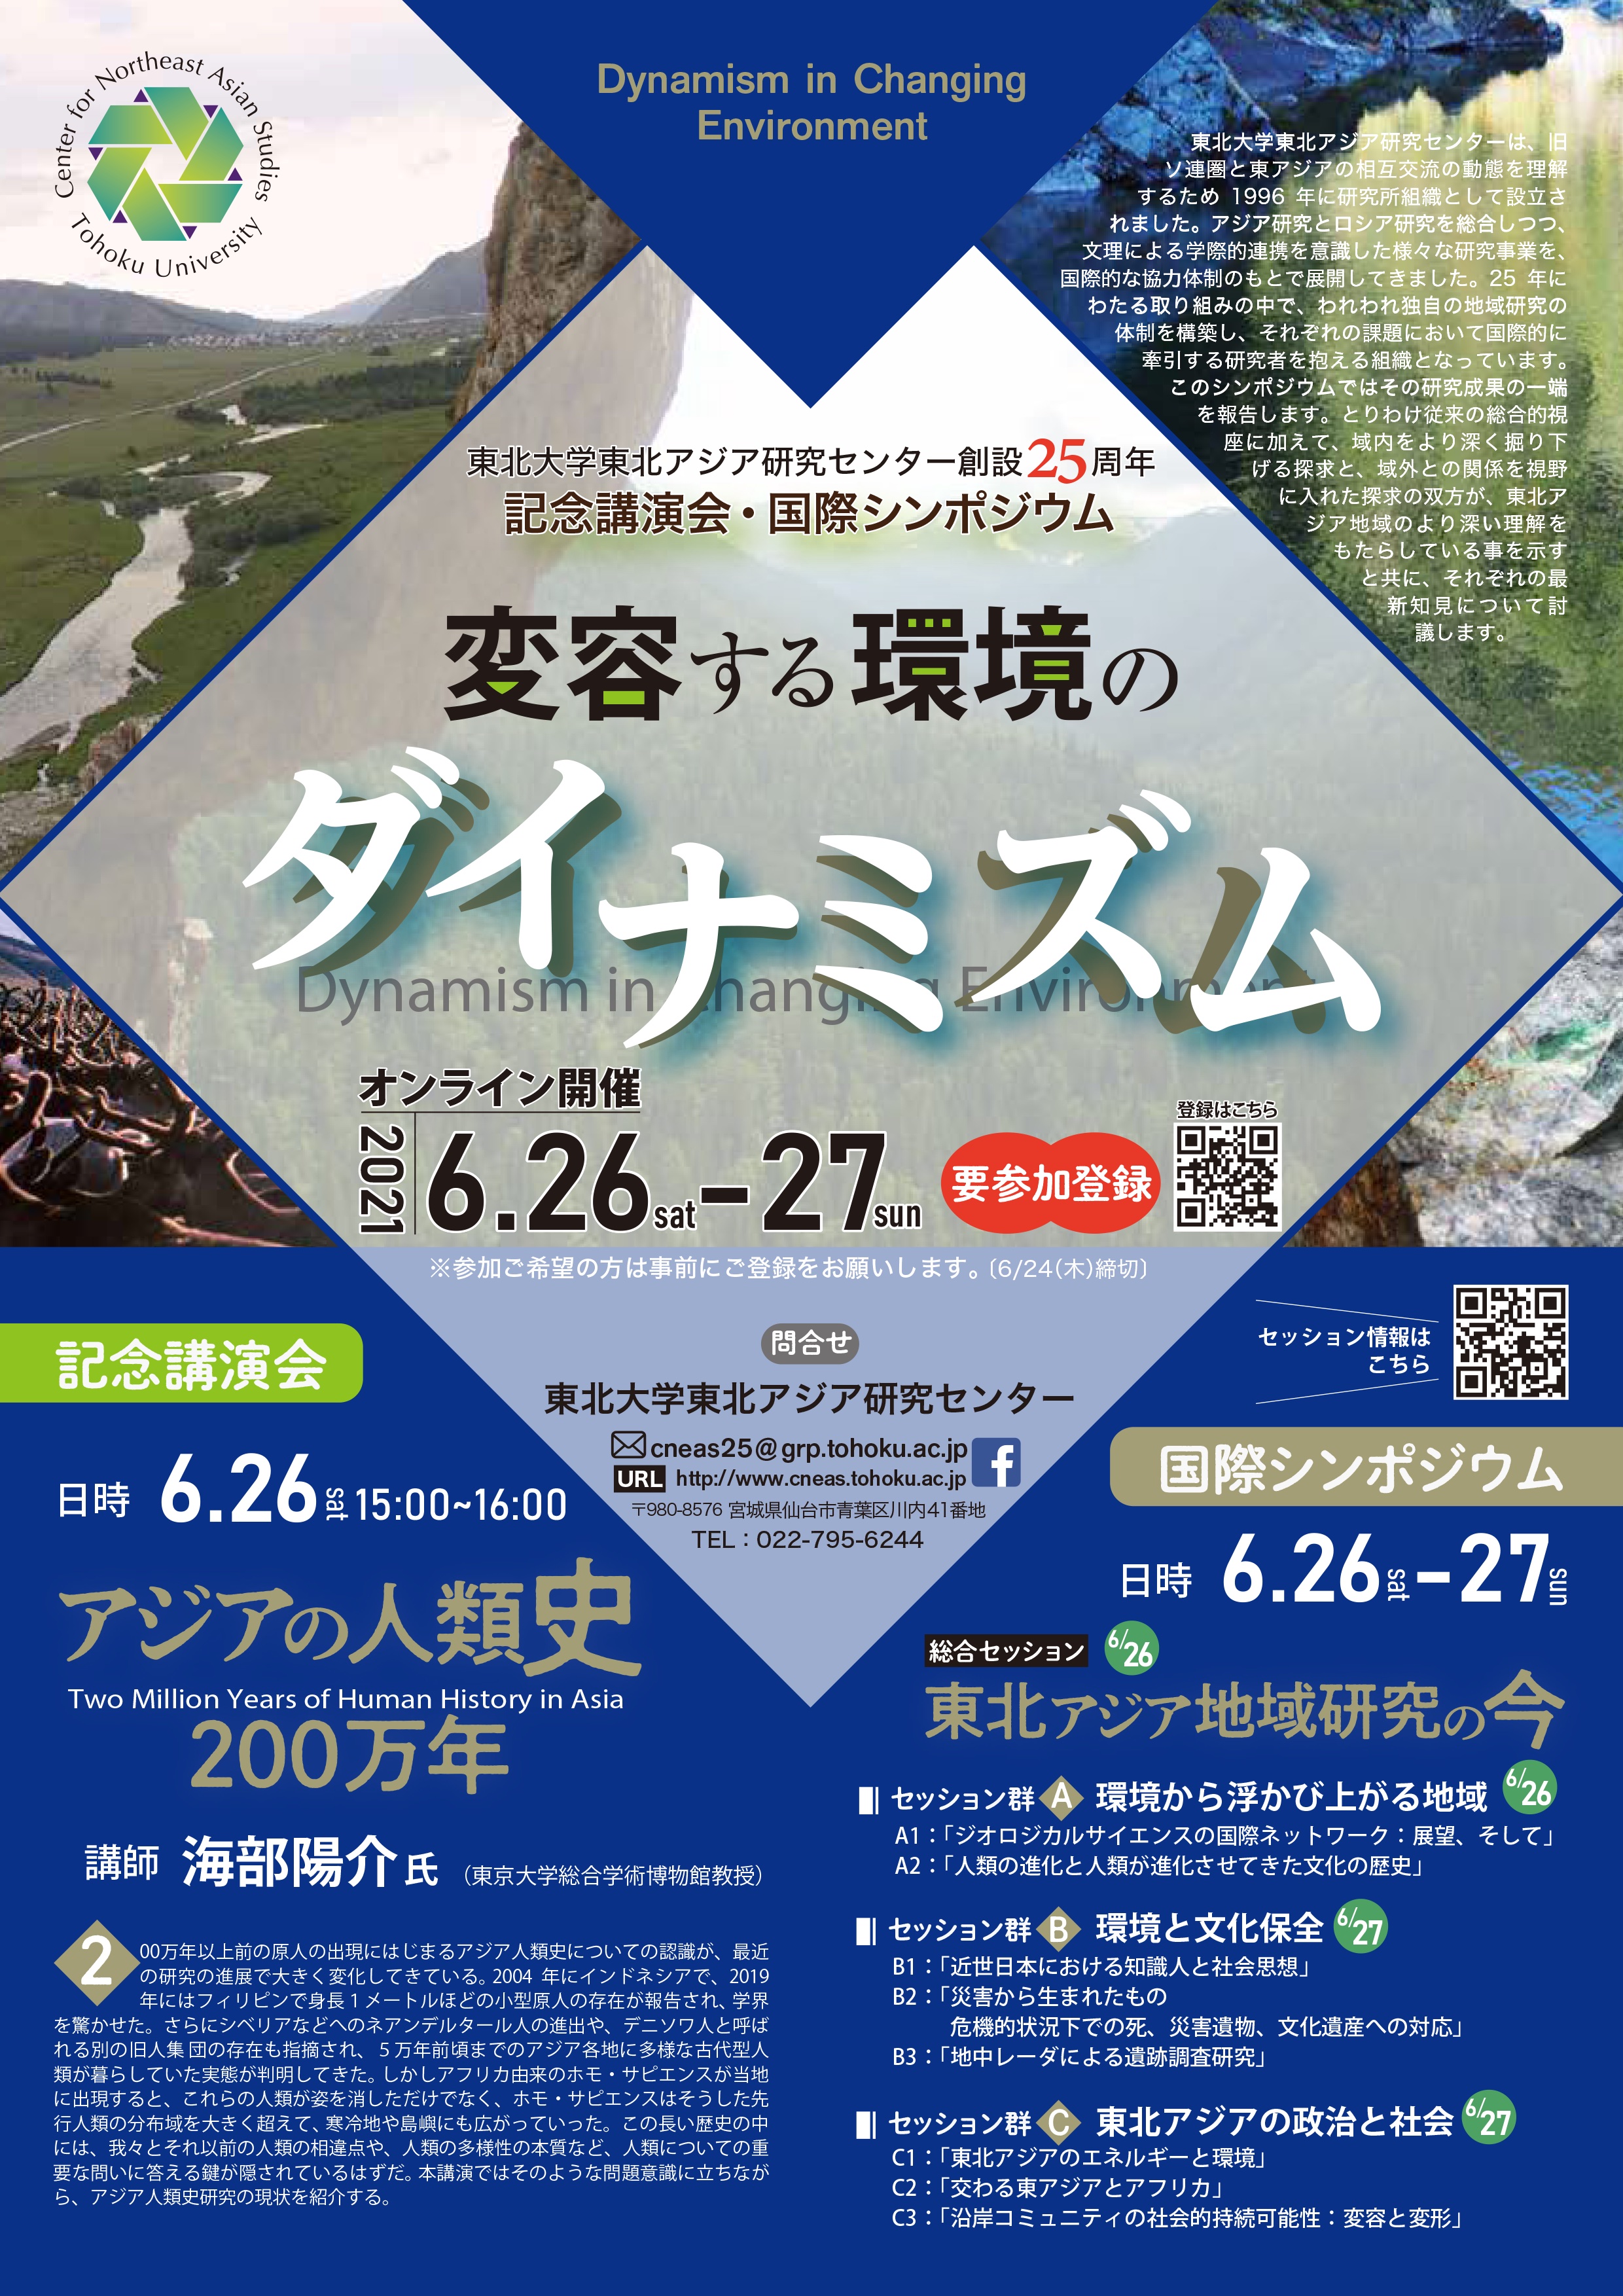 Center for Northeast Asian Studies
Tohoku University
Dynamism in Changing
Environment
東北大学東北アジア研究センターは、旧
ソ連圏と東アジアの相互交流の動態を理解
するため 1996 年に研究所組織として設立さ
れました。アジア研究とロシア研究を総合しつつ、
文理による学際的連携を意識した様々な研究事業を、
国際的な協力体制のもとで展開してきました。25 年に
わたる取り組みの中で、われわれ独自の地域研究の
体制を構築し、それぞれの課題において国際的に
牽引する研究者を抱える組織となっています。
このシンポジウムではその研究成果の一端
を報告します。とりわけ従来の総合的視
座に加えて、域内をより深く掘り下
げる探求と、域外との関係を視野
に入れた探求の双方が、東北ア
ジア地域のより深い理解を
もたらしている事を示す
と共に、それぞれの最
新知見について討
議します。
東北大学東北アジア研究センター創設25周年
記念講演会・国際シンポジウム
変容する環境の
ダイナミズム
Dynamism in Changing Environment
オンライン開催
2021
6.26sat–27sun
要参加登録
登録はこちら
※参加ご希望の方は事前にご登録をお願いします。〔6/24(木)締切〕
問合せ
東北大学東北アジア研究センター
cneas25@grp.tohoku.ac.jp
URL http://www.cneas.tohoku.ac.jp
〒980-8576 宮城県仙台市青葉区川内41番地
TEL：022-795-6244
セッション情報は
こちら
記念講演会
日時 6.26sat 15:00~16:00
アジアの人類史
Two Million Years of Human History in Asia
200万年
講師 海部陽介氏 （東京大学総合学術博物館教授）
200万年以上前の原人の出現にはじまるアジア人類史についての認識が、最近
の研究の進展で大きく変化してきている。2004 年にインドネシアで、2019
年にはフィリピンで身長１メートルほどの小型原人の存在が報告され、学界
を驚かせた。さらにシベリアなどへのネアンデルタール人の進出や、デニソワ人と呼ば
れる別の旧人集団の存在も指摘され、５万年前頃までのアジア各地に多様な古代型人
類が暮らしていた実態が判明してきた。しかしアフリカ由来のホモ・サピエンスが当地
に出現すると、これらの人類が姿を消しただけでなく、ホモ・サピエンスはそうした先
行人類の分布域を大きく超えて、寒冷地や島嶼にも広がっていった。この長い歴史の中
には、我々とそれ以前の人類の相違点や、人類の多様性の本質など、人類についての重
要な問いに答える鍵が隠されているはずだ。本講演ではそのような問題意識に立ちなが
ら、アジア人類史研究の現状を紹介する。
国際シンポジウム
日時 6.26sat–27sun
総合セッション 6/26
東北アジア地域研究の今
セッション群 A 環境から浮かび上がる地域 6/26
A1：「ジオロジカルサイエンスの国際ネットワーク：展望、そして」
A2：「人類の進化と人類が進化させてきた文化の歴史」
セッション群 B 環境と文化保全 6/27
B1：「近世日本における知識人と社会思想」
B2：「災害から生まれたもの
危機的状況下での死、災害遺物、文化遺産への対応」
B3：「地中レーダによる遺跡調査研究」
セッション群 C 東北アジアの政治と社会 6/27
C1：「東北アジアのエネルギーと環境」
C2：「交わる東アジアとアフリカ」
C3：「沿岸コミュニティの社会的持続可能性：変容と変形」